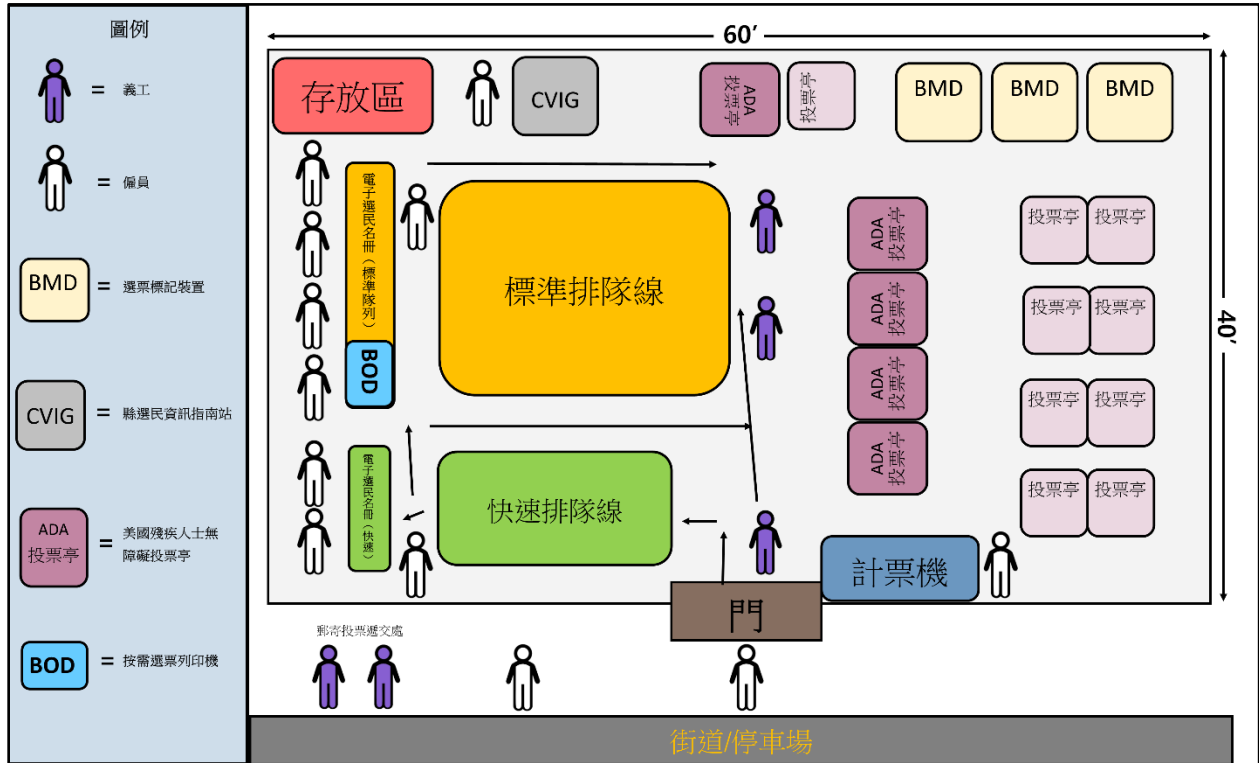 圖例
= 義工
= 僱員
BMD = 選票標記裝置
CVIG = 縣選民資訊指南站
ADA
投票亭
= 美國殘疾人士無
障礙投票亭
BOD = 按需選票列印機
60’
40’
存放區
CVIG
ADA
投票亭
投票亭
BMD
BMD
BMD
電子選民名冊（標準隊列）
BOD
標準排隊線
ADA
投票亭
ADA
投票亭
ADA
投票亭
ADA
投票亭
投票亭 投票亭
投票亭 投票亭
投票亭 投票亭
投票亭 投票亭
電子選民名冊（快速）
快速排隊線
計票機
門
郵寄投票遞交處
街道/停車場